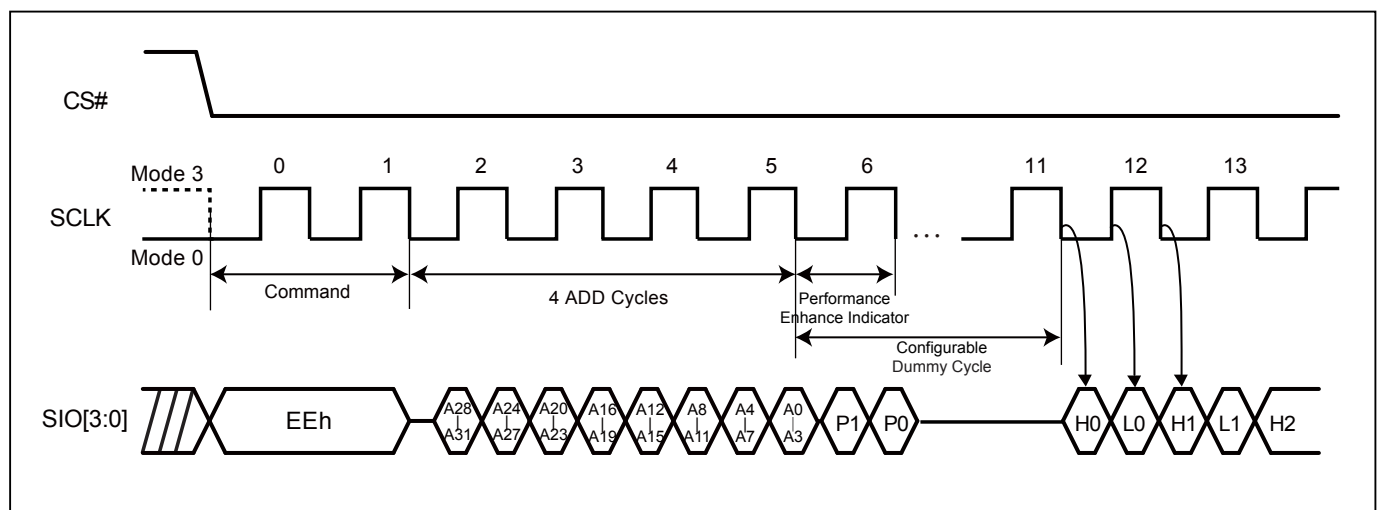 CS#
0 1 2 3 4 5 6 11 12 13
Mode 3
SCLK
Mode 0
...
Command
4 ADD Cycles
Performance
Enhance Indicator
Configurable
Dummy Cycle
SIO[3:0]
EEh
A28
A31
A24
A27
A20
A23
A16
A19
A12
A15
A8
A11
A4
A7
A0
A3
P1 P0 H0 L0 H1 L1 H2